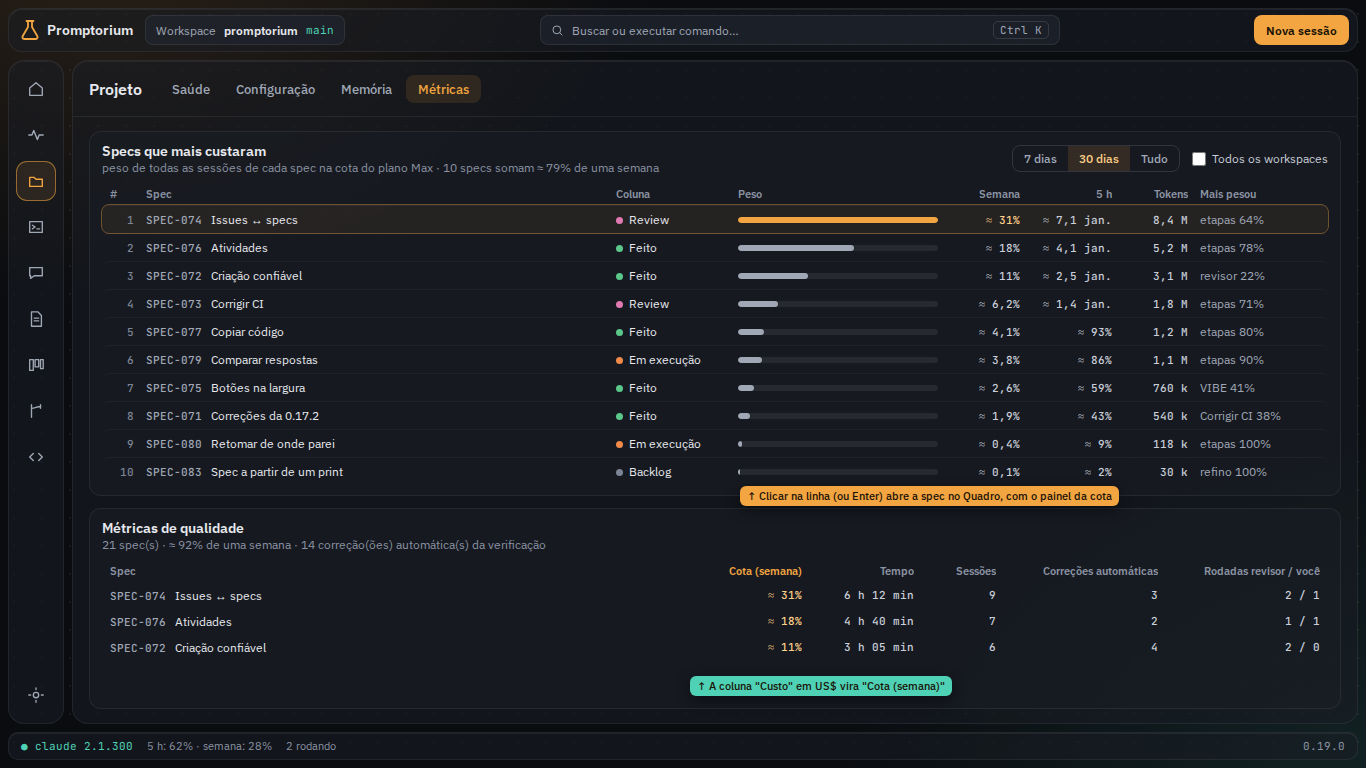 Promptorium Workspace promptorium main Buscar ou executar comando... Ctrl K Nova sessão
Projeto Saúde Configuração Memória Métricas
Specs que mais custaram
peso de todas as sessões de cada spec na cota do plano Max · 10 specs somam ≈ 79% de uma semana
7 dias 30 dias Tudo Todos os workspaces
# Spec Coluna Peso Semana 5 h Tokens Mais pesou
1 SPEC-074 Issues ↔ specs Review ≈ 31% ≈ 7,1 jan. 8,4 M etapas 64%
2 SPEC-076 Atividades Feito ≈ 18% ≈ 4,1 jan. 5,2 M etapas 78%
3 SPEC-072 Criação confiável Feito ≈ 11% ≈ 2,5 jan. 3,1 M revisor 22%
4 SPEC-073 Corrigir CI Review ≈ 6,2% ≈ 1,4 jan. 1,8 M etapas 71%
5 SPEC-077 Copiar código Feito ≈ 4,1% ≈ 93% 1,2 M etapas 80%
6 SPEC-079 Comparar respostas Em execução ≈ 3,8% ≈ 86% 1,1 M etapas 90%
7 SPEC-075 Botões na largura Feito ≈ 2,6% ≈ 59% 760 k VIBE 41%
8 SPEC-071 Correções da 0.17.2 Feito ≈ 1,9% ≈ 43% 540 k Corrigir CI 38%
9 SPEC-080 Retomar de onde parei Em execução ≈ 0,4% ≈ 9% 118 k etapas 100%
10 SPEC-083 Spec a partir de um print Backlog ≈ 0,1% ≈ 2% 30 k refino 100%
↑ Clicar na linha (ou Enter) abre a spec no Quadro, com o painel da cota
Métricas de qualidade
21 spec(s) · ≈ 92% de uma semana · 14 correção(ões) automática(s) da verificação
Spec Cota (semana) Tempo Sessões Correções automáticas Rodadas revisor / você
SPEC-074 Issues ↔ specs ≈ 31% 6 h 12 min 9 3 2 / 1
SPEC-076 Atividades ≈ 18% 4 h 40 min 7 2 1 / 1
SPEC-072 Criação confiável ≈ 11% 3 h 05 min 6 4 2 / 0
↑ A coluna "Custo" em US$ vira "Cota (semana)"
claude 2.1.300 5 h: 62% · semana: 28% 2 rodando 0.19.0